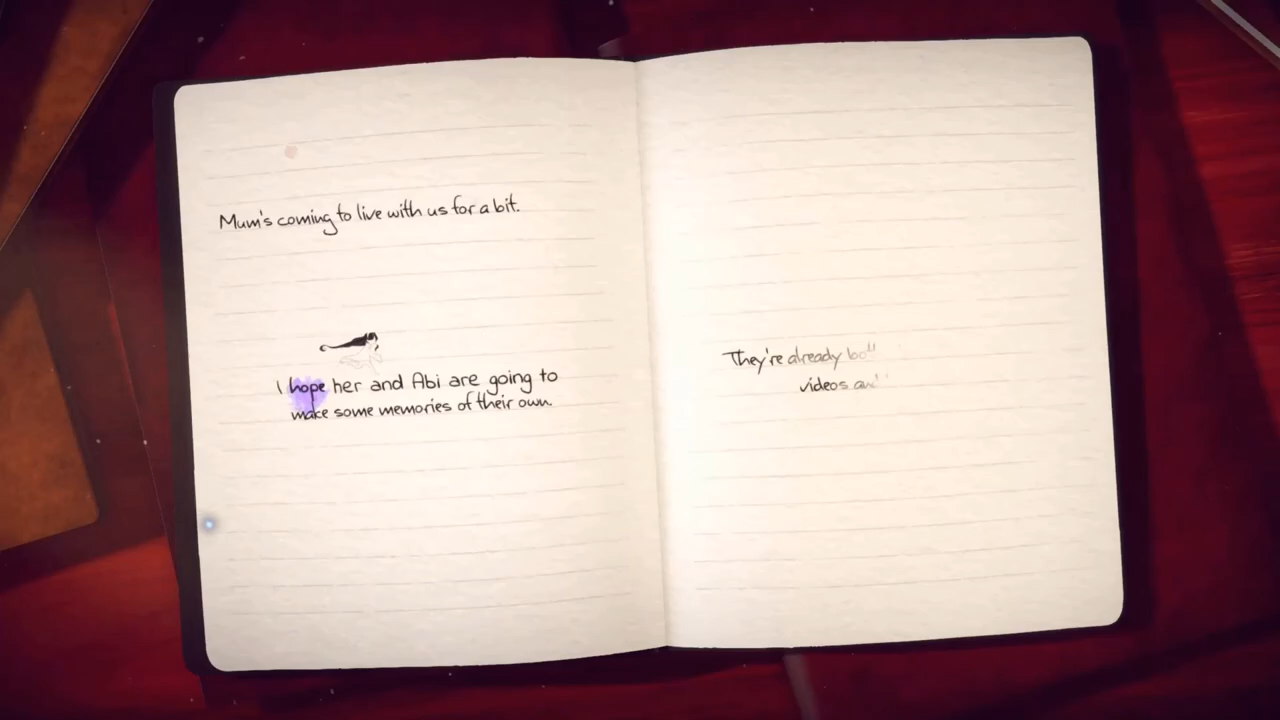 Mum's coming to live with us for a bit.
I hope her and Abi are going to
make some memories of their own.
They're already
videos